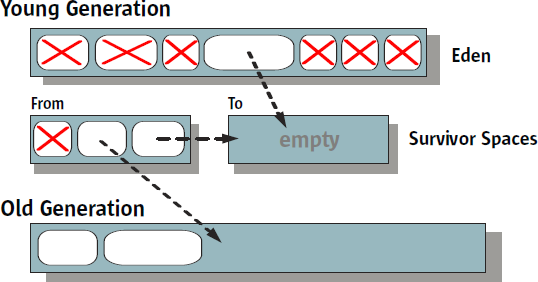 Young Generation
Eden
From
To
empty
Survivor Spaces
Old Generation